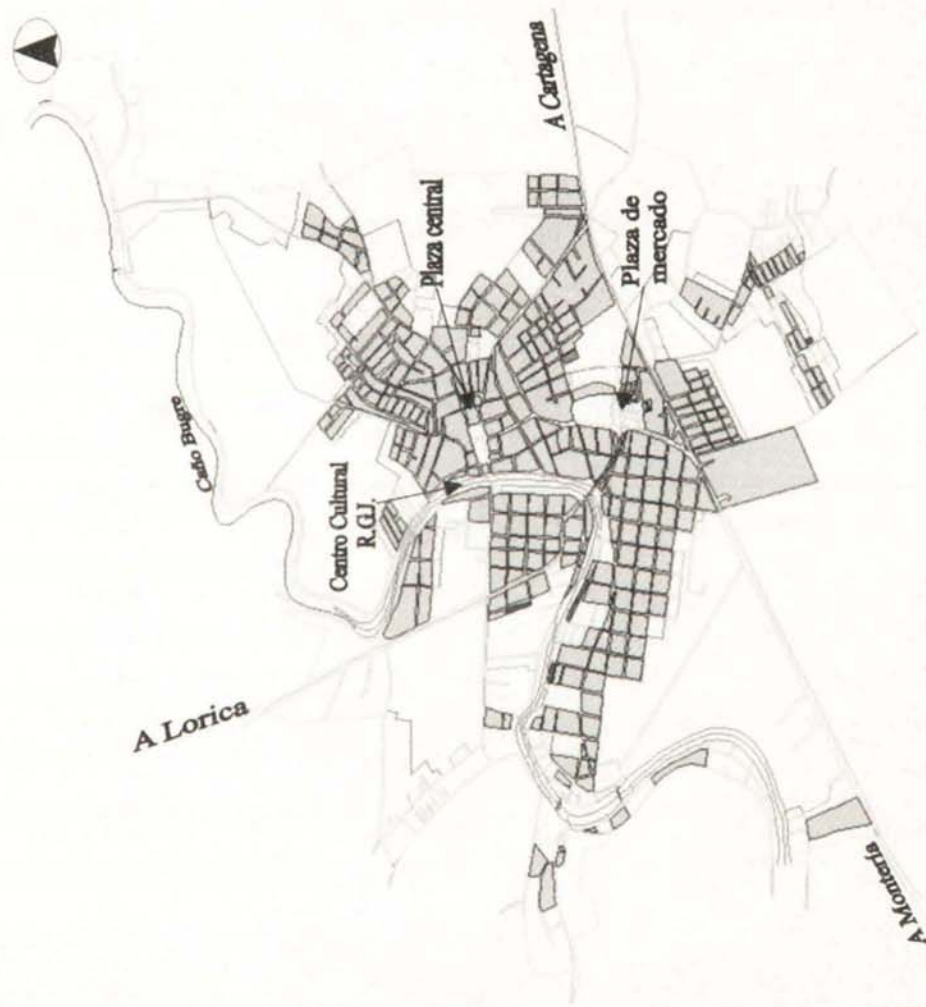 A Cartagena
Plaza central
Plaza de
mercado
Caño Bugre
Centro Cultural
R.G.J.
A Lorica
A Montería